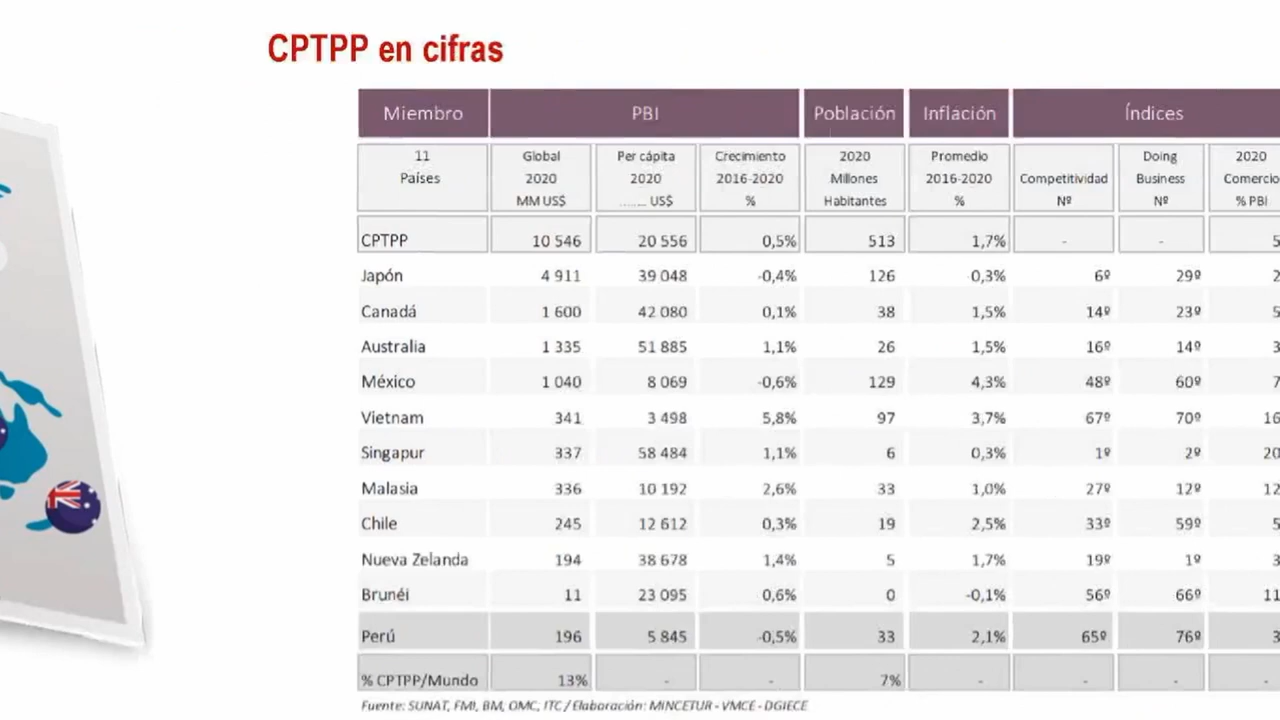 CPTPP en cifras
Miembro PBI Población Inflación Índices
11 Países Global 2020 MM US$ Per cápita 2020 ....... US$ Crecimiento 2016-2020 % 2020 Millones Habitantes Promedio 2016-2020 % Competitividad Nº Doing Business Nº 2020 Comercio % PBI
CPTPP 10 546 20 556 0,5% 513 1,7% - -
Japón 4 911 39 048 -0,4% 126 0,3% 6º 29º
Canadá 1 600 42 080 0,1% 38 1,5% 14º 23º
Australia 1 335 51 885 1,1% 26 1,5% 16º 14º
México 1 040 8 069 -0,6% 129 4,3% 48º 60º
Vietnam 341 3 498 5,8% 97 3,7% 67º 70º
Singapur 337 58 484 1,1% 6 0,3% 1º 2º
Malasia 336 10 192 2,6% 33 1,0% 27º 12º
Chile 245 12 612 0,3% 19 2,5% 33º 59º
Nueva Zelanda 194 38 678 1,4% 5 1,7% 19º 1º
Brunéi 11 23 095 0,6% 0 -0,1% 56º 66º
Perú 196 5 845 -0,5% 33 2,1% 65º 76º
% CPTPP/Mundo 13% - - 7% - - - -
Fuente: SUNAT, FMI, BM, OMC, ITC / Elaboración: MINCETUR - VMCE - DGIECE